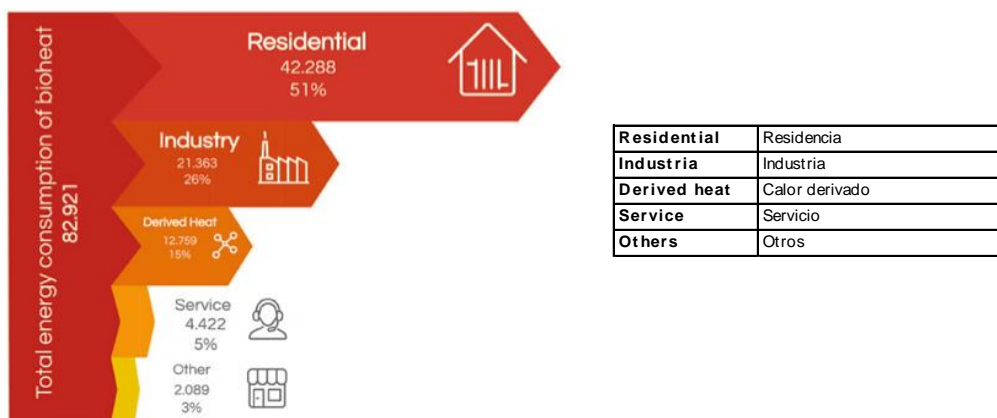 Total energy consumption of bioheat
82.921
Residential
42.288
51%
Industry
21.363
26%
Derived Heat
12.759
15%
Service
4.422
5%
Other
2.089
3%
Residential Residencia
Industria Industria
Derived heat Calor derivado
Service Servicio
Others Otros